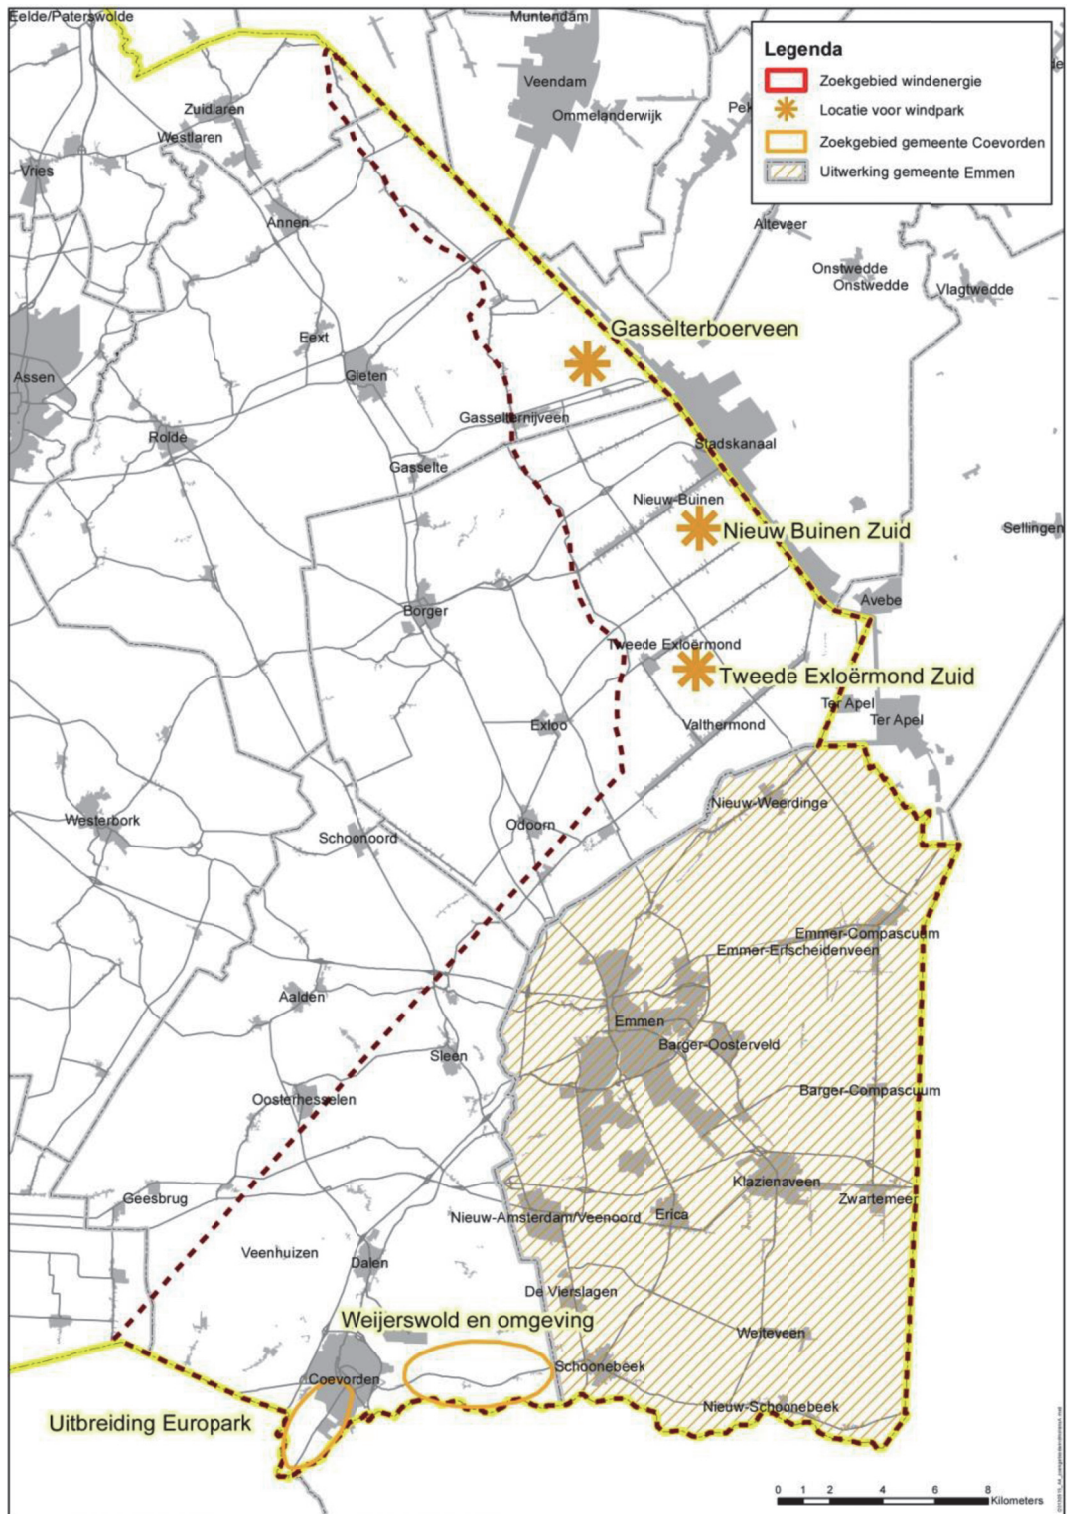 Eelde/Paterswolde
Muntendam
Legenda
Zoekgebied windenergie
Locatie voor windpark
Zoekgebied gemeente Coevorden
Uitwerking gemeente Emmen
Veendam
Ommelanderwijk
Pek
Zuidlaren
Westlaren
Vries
Annen
Alteveer
Onstwedde
Onstwedde
Vlagtwedde
Gasselterboerveen
Eext
Gieten
Assen
Gasselternijveen
Rolde
Stadskanaal
Gasselte
Nieuw-Buinen
Nieuw Buinen Zuid
Sellingen
Avebe
Borger
Tweede Exloërmond
Tweede Exloërmond Zuid
Ter Apel
Ter Apel
Exloo
Valthermond
Nieuw-Weerdinge
Westerbork
Odoorn
Schoonoord
Emmer-Compascuum
Emmer-Erfscheidenveen
Aalden
Emmen
Barger-Oosterveld
Sleen
Barger-Compascuum
Oosterhesselen
Klazienaveen
Geesbrug
Zwartemeer
Nieuw-Amsterdam/Veenoord
Erica
Veenhuizen
Dalen
De Vierslagen
Weijerswold en omgeving
Weiteveen
Schoonebeek
Coevorden
Nieuw-Schoonebeek
Uitbreiding Europark
0 1 2 4 6 8
Kilometers